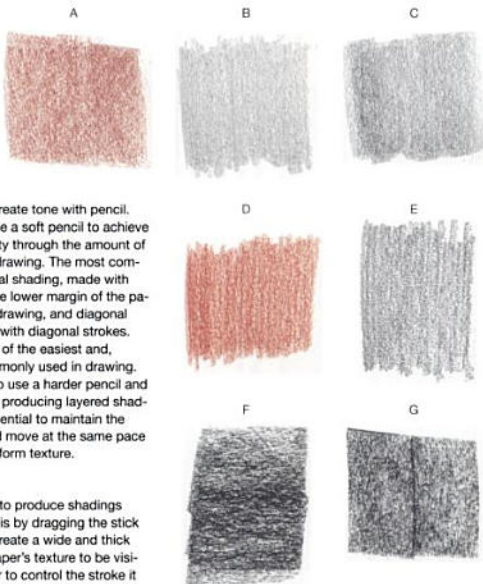 A
B
C
reate tone with pencil.
e a soft pencil to achieve
ty through the amount of
drawing. The most com-
al shading, made with
e lower margin of the pa-
drawing, and diagonal
with diagonal strokes.
of the easiest and,
monly used in drawing.
o use a harder pencil and
producing layered shad-
ential to maintain the
l move at the same pace
form texture.
D
E
to produce shadings
is by dragging the stick
reate a wide and thick
aper's texture to be visi-
r to control the stroke it
F
G